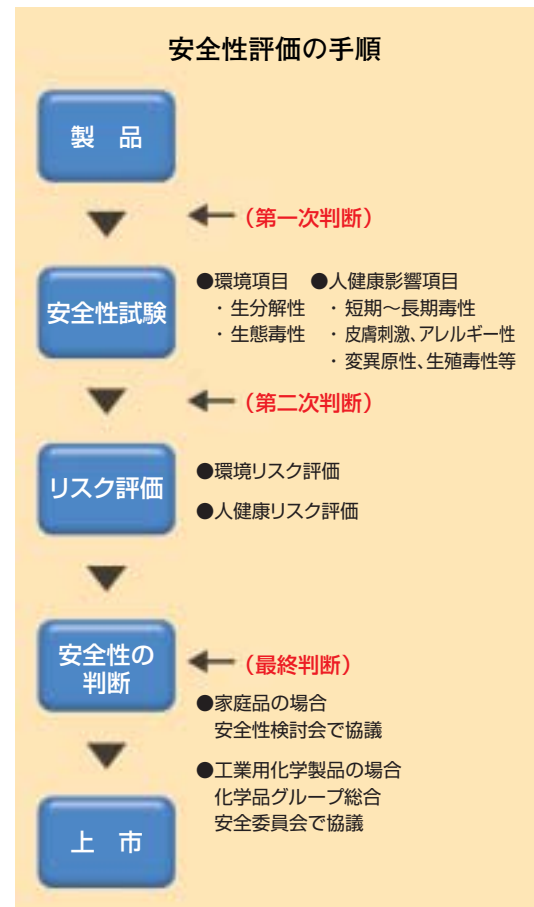 安全性評価の手順
製 品
(第一次判断)
安全性試験
●環境項目 ●人健康影響項目
・生分解性 ・短期〜長期毒性
・生態毒性 ・皮膚刺激、アレルギー性
・変異原性、生殖毒性等
(第二次判断)
リスク評価
●環境リスク評価
●人健康リスク評価
安全性の
判断
(最終判断)
●家庭品の場合
安全性検討会で協議
●工業用化学製品の場合
化学品グループ総合
安全委員会で協議
上 市